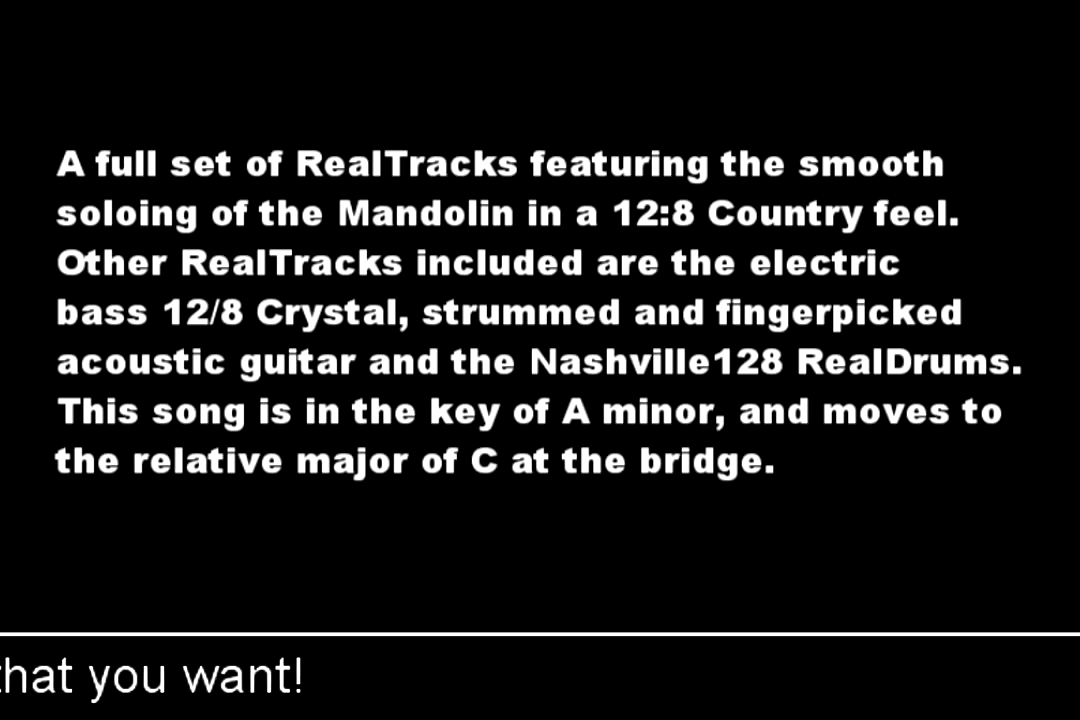 A full set of RealTracks featuring the smooth
soloing of the Mandolin in a 12:8 Country feel.
Other RealTracks included are the electric
bass 12/8 Crystal, strummed and fingerpicked
acoustic guitar and the Nashville128 RealDrums.
This song is in the key of A minor, and moves to
the relative major of C at the bridge.
that you want!